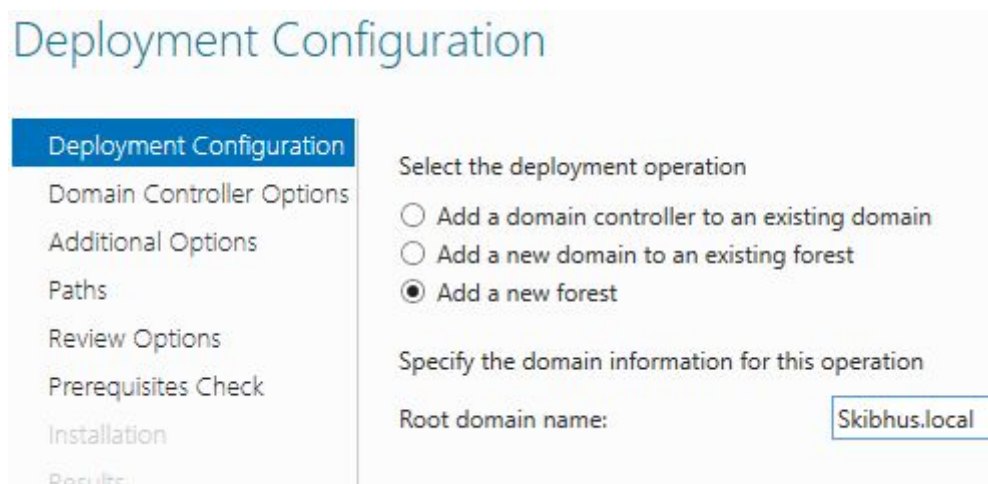 Deployment Configuration
Deployment Configuration
Domain Controller Options
Additional Options
Paths
Review Options
Prerequisites Check
Installation
Results
Select the deployment operation
Add a domain controller to an existing domain
Add a new domain to an existing forest
Add a new forest
Specify the domain information for this operation
Root domain name:
Skibhus.local